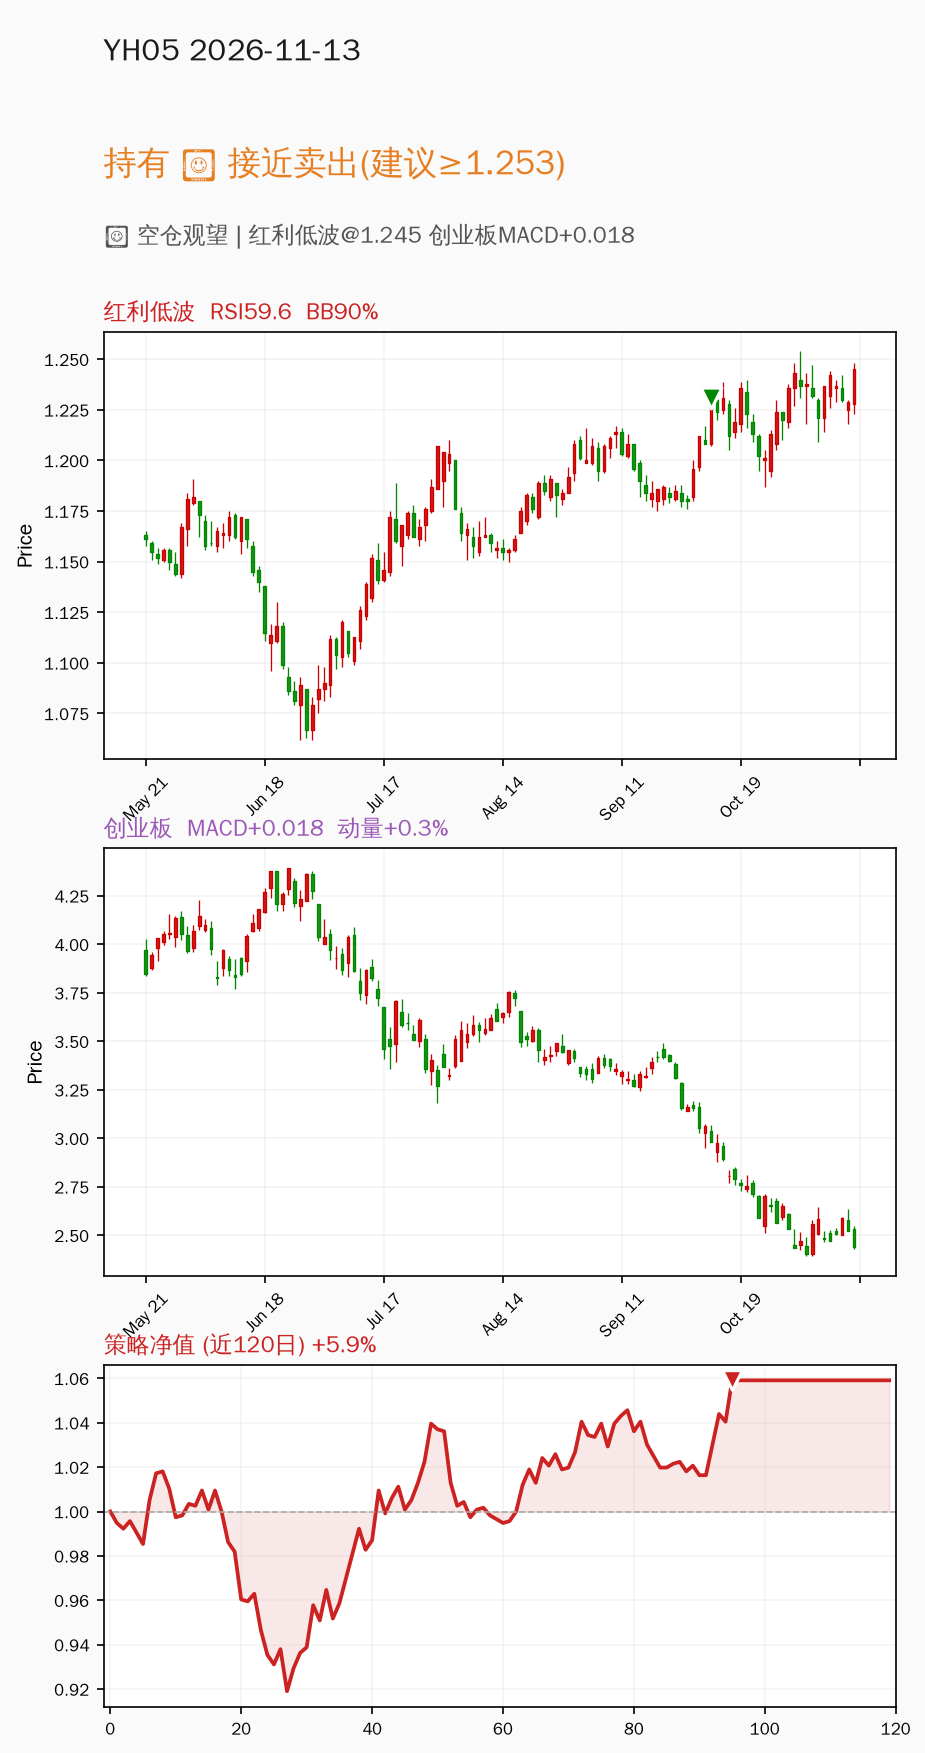 YH05 2026-11-13
持有 接近卖出(建议≥1.253)
空仓观望 | 红利低波@1.245 创业板MACD+0.018
红利低波 RSI59.6 BB90%
Price
1.250
1.225
1.200
1.175
1.150
1.125
1.100
1.075
May 21
Jun 18
Jul 17
Aug 14
Sep 11
Oct 19
创业板 MACD+0.018 动量+0.3%
Price
4.25
4.00
3.75
3.50
3.25
3.00
2.75
2.50
May 21
Jun 18
Jul 17
Aug 14
Sep 11
Oct 19
策略净值 (近120日) +5.9%
1.06
1.04
1.02
1.00
0.98
0.96
0.94
0.92
0
20
40
60
80
100
120